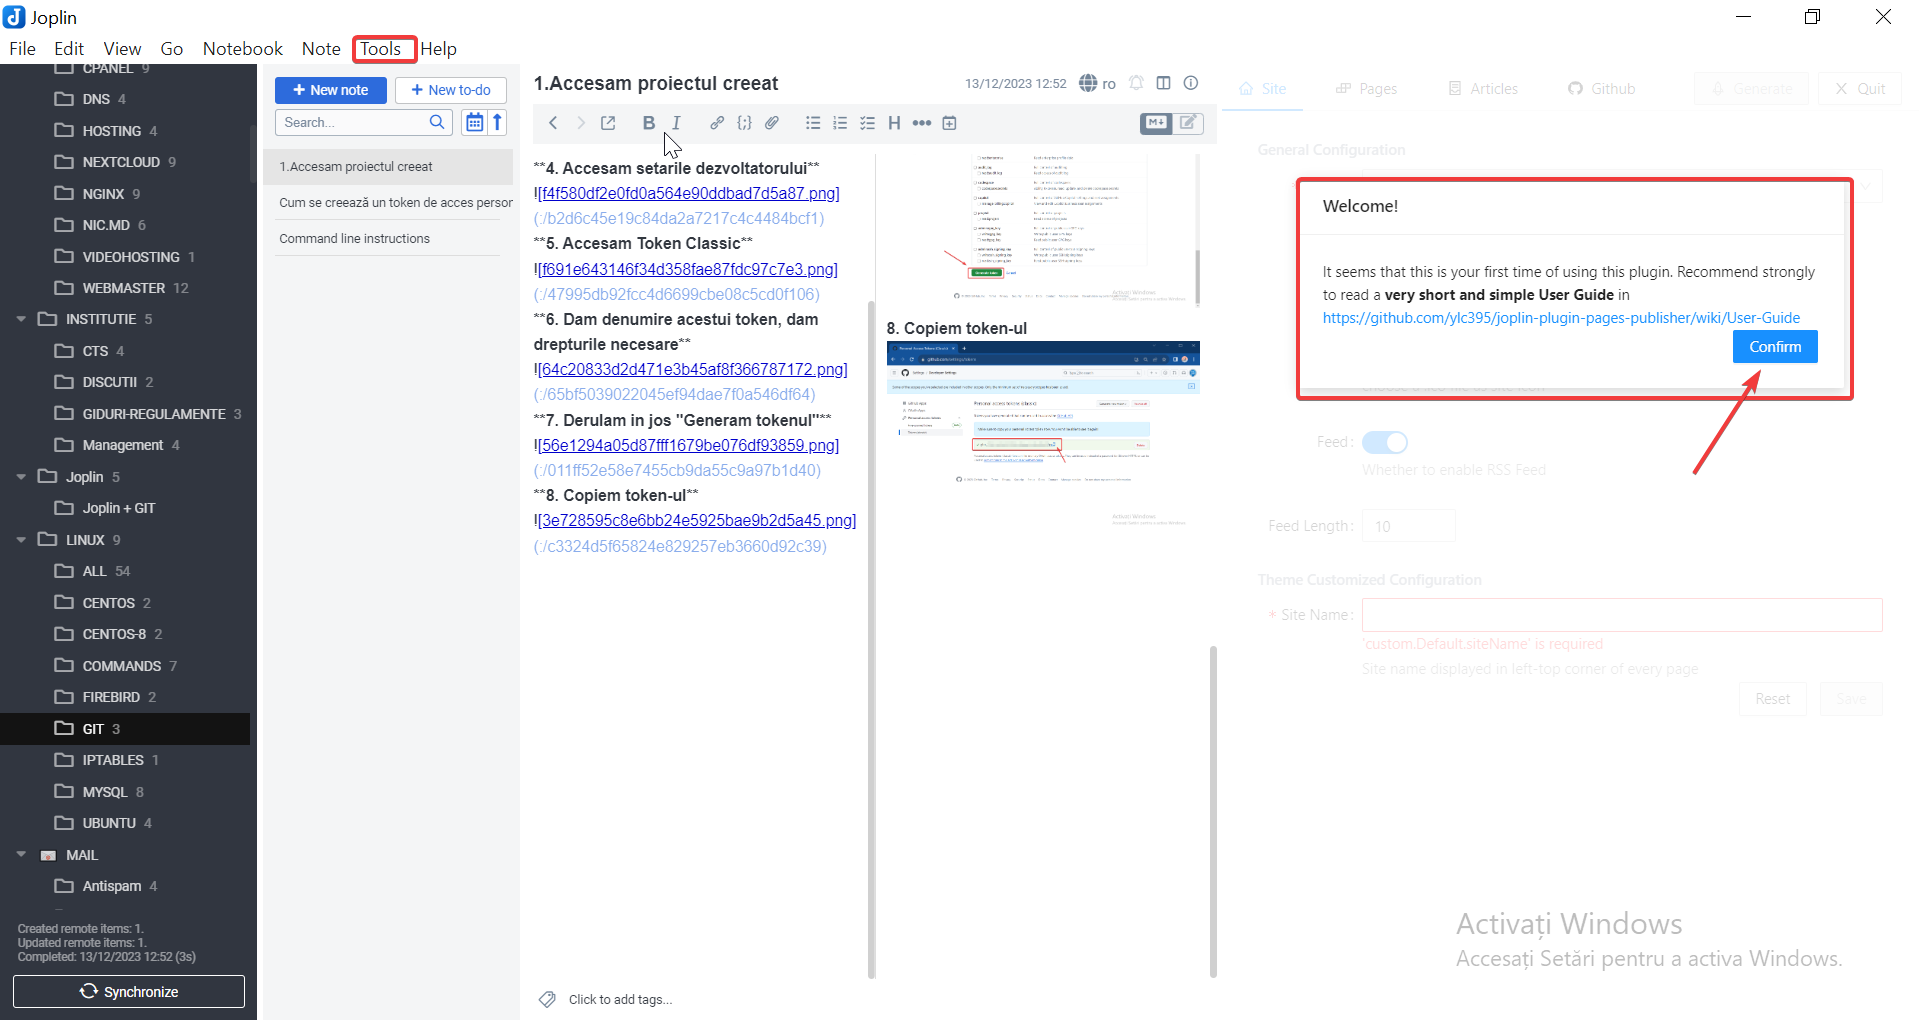 Joplin
File Edit View Go Notebook Note Tools Help
CPANEL 9
DNS 4
HOSTING 4
NEXTCLOUD 9
NGINX 9
NIC.MD 6
VIDEOHOSTING 1
WEBMASTER 12
INSTITUTIE 5
CTS 4
DISCUTII 2
GIDURI-REGULAMENTE 3
Management 4
Joplin 5
Joplin + GIT
LINUX 9
ALL 54
CENTOS 2
CENTOS-8 2
COMMANDS 7
FIREBIRD 2
GIT 3
IPTABLES 1
MYSQL 8
UBUNTU 4
MAIL
Antispam 4
Created remote items: 1.
Updated remote items: 1.
Completed: 13/12/2023 12:52 (3s)
Synchronize
+ New note + New to-do
Search...
1.Accesam proiectul creeat
Cum se creează un token de acces person
Command line instructions
1.Accesam proiectul creeat
13/12/2023 12:52 ro
**4. Accesam setarile dezvoltatorului**
![f4f580df2e0fd0a564e90ddbad7d5a87.png]
(:/b2d6c45e19c84da2a7217c4c4484bcf1)
**5. Accesam Token Classic**
![f691e643146f34d358fae87fdc97c7e3.png]
(:/47995db92fcc4d6699cbe08c5cd0f106)
**6. Dam denumire acestui token, dam
drepturile necesare**
![64c20833d2d471e3b45af8f366787172.png]
(:/65bf5039022045ef94dae7f0a546df64)
**7. Derulam in jos "Generam tokenul"**
![56e1294a05d87fff1679be076df93859.png]
(:/011ff52e58e7455cb9da55c9a97b1d40)
**8. Copiem token-ul**
![3e728595c8e6bb24e5925bae9b2d5a45.png]
(:/c3324d5f65824e829257eb3660d92c39)
Click to add tags...
8. Copiem token-ul
Site Pages Articles Github Generate Quit
General Configuration
Welcome!
It seems that this is your first time of using this plugin. Recommend strongly
to read a very short and simple User Guide in
https://github.com/ylc395/joplin-plugin-pages-publisher/wiki/User-Guide
Confirm
Feed:
Whether to enable RSS Feed
Feed Length: 10
Theme Customized Configuration
* Site Name:
'custom.Default.siteName' is required
Site name displayed in left-top corner of every page
Reset Save
Activați Windows
Accesați Setări pentru a activa Windows.